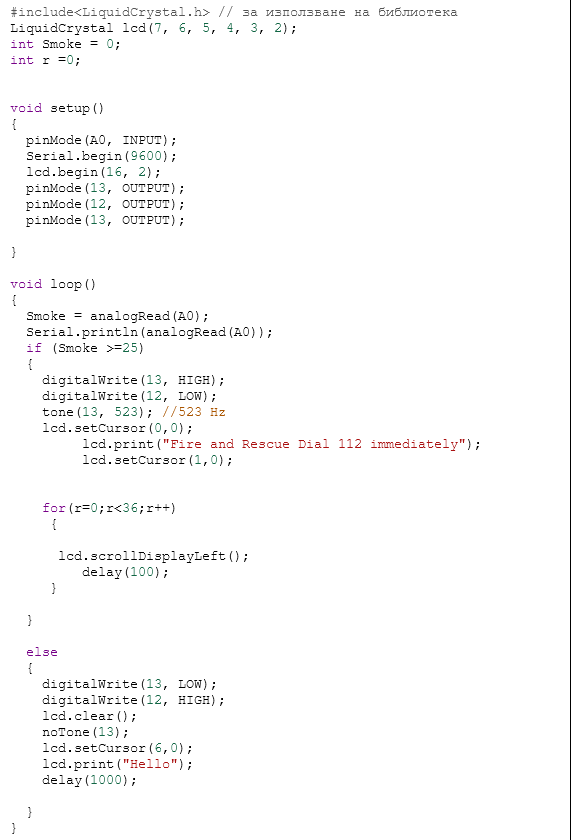 #include<LiquidCrystal.h> // за използване на библиотека
LiquidCrystal lcd(7, 6, 5, 4, 3, 2);
int Smoke = 0;
int r =0;
void setup()
{
pinMode(A0, INPUT);
Serial.begin(9600);
lcd.begin(16, 2);
pinMode(13, OUTPUT);
pinMode(12, OUTPUT);
pinMode(13, OUTPUT);
}
void loop()
{
Smoke = analogRead(A0);
Serial.println(analogRead(A0));
if (Smoke >=25)
{
digitalWrite(13, HIGH);
digitalWrite(12, LOW);
tone(13, 523); //523 Hz
lcd.setCursor(0,0);
lcd.print("Fire and Rescue Dial 112 immediately");
lcd.setCursor(1,0);
for(r=0;r<36;r++)
{
lcd.scrollDisplayLeft();
delay(100);
}
}
else
{
digitalWrite(13, LOW);
digitalWrite(12, HIGH);
lcd.clear();
noTone(13);
lcd.setCursor(6,0);
lcd.print("Hello");
delay(1000);
}
}